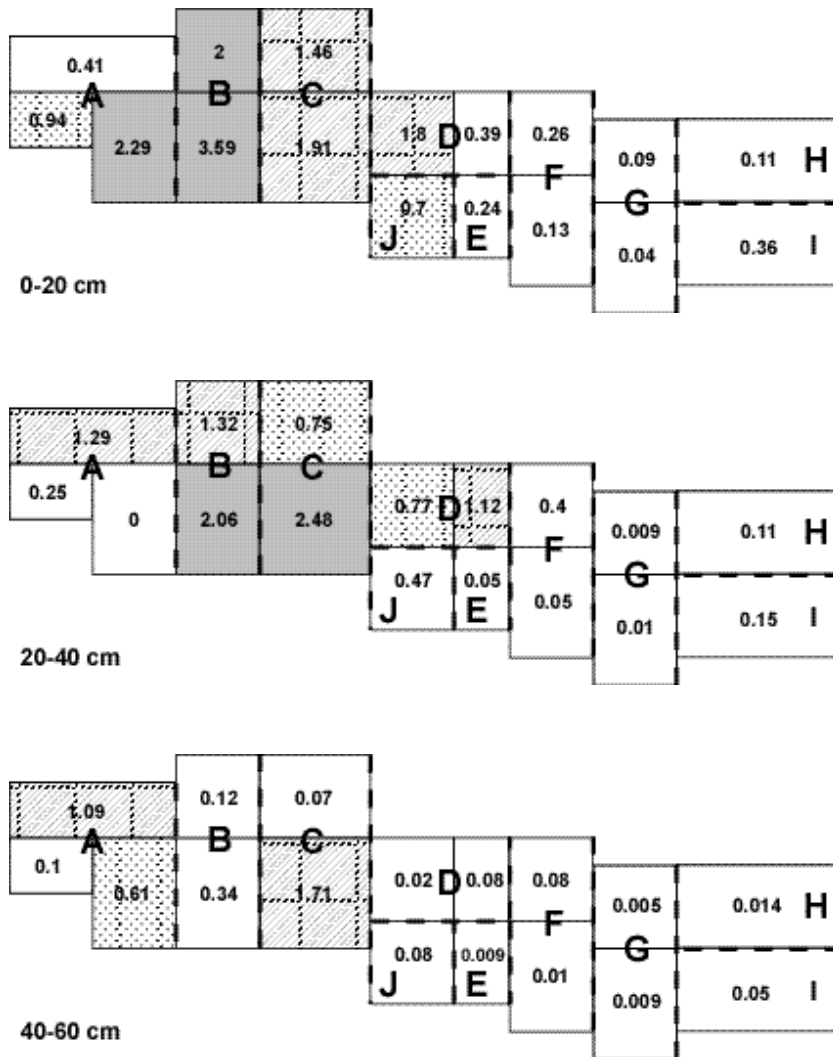 2
1.46
0.41
A B C
0.94
2.29 3.59 1.91 1.8 D 0.39 0.26
0.09 0.11 H
F
G
0.7 0.24
J E 0.13
0.04 0.36 I
0-20 cm
1.32 0.75
1.29
A B C
0.25
0 2.06 2.48 0.77 D 1.12 0.4
0.009 0.11 H
F
G
0.47 0.05
J E 0.05
0.01 0.15 I
20-40 cm
0.12 0.07
1.09
A B C
0.1
0.61 0.34 1.71 0.02 D 0.08 0.08
0.005 0.014 H
F
G
0.08 0.009
J E 0.01
0.009 0.05 I
40-60 cm